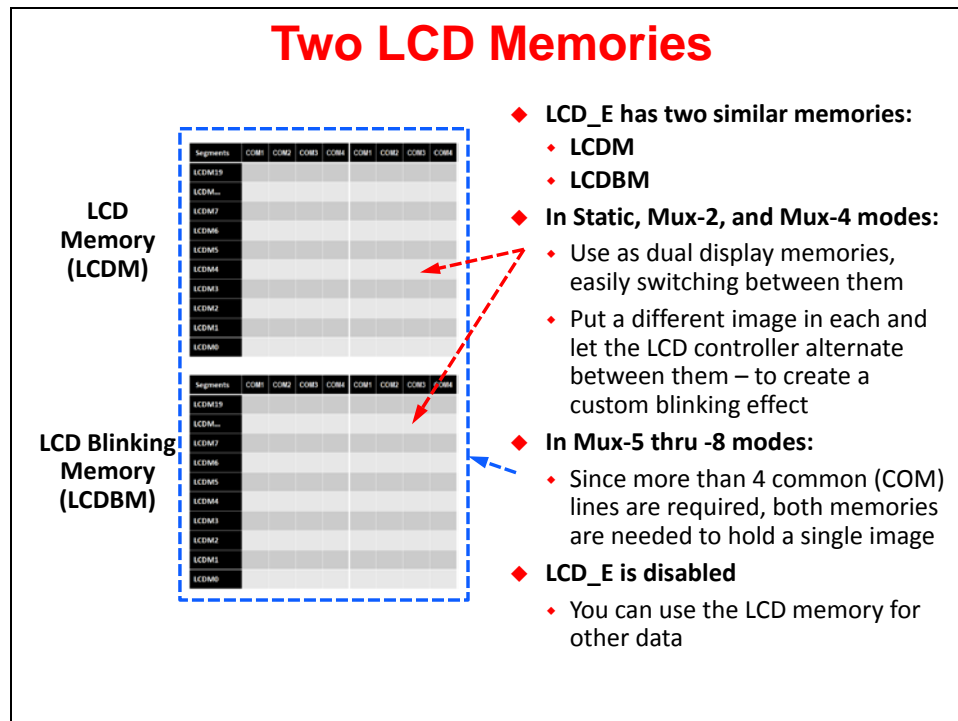 Two LCD Memories
LCD
Memory
(LCDM)
Segments COM1 COM2 COM3 COM4 COM1 COM2 COM3 COM4
LCDM19
LCDM...
LCDM7
LCDM6
LCDM5
LCDM4
LCDM3
LCDM2
LCDM1
LCDM0
LCD Blinking
Memory
(LCDBM)
Segments COM1 COM2 COM3 COM4 COM1 COM2 COM3 COM4
LCDM19
LCDM...
LCDM7
LCDM6
LCDM5
LCDM4
LCDM3
LCDM2
LCDM1
LCDM0
LCD_E has two similar memories:
LCDM
LCDBM
In Static, Mux-2, and Mux-4 modes:
Use as dual display memories,
easily switching between them
Put a different image in each and
let the LCD controller alternate
between them – to create a
custom blinking effect
In Mux-5 thru -8 modes:
Since more than 4 common (COM)
lines are required, both memories
are needed to hold a single image
LCD_E is disabled
You can use the LCD memory for
other data